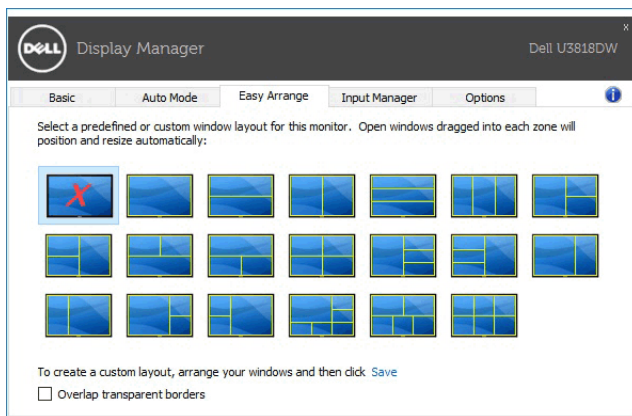 DELL Display Manager Dell U3818DW
Basic Auto Mode Easy Arrange Input Manager Options
Select a predefined or custom window layout for this monitor. Open windows dragged into each zone will
position and resize automatically:
To create a custom layout, arrange your windows and then click Save
Overlap transparent borders